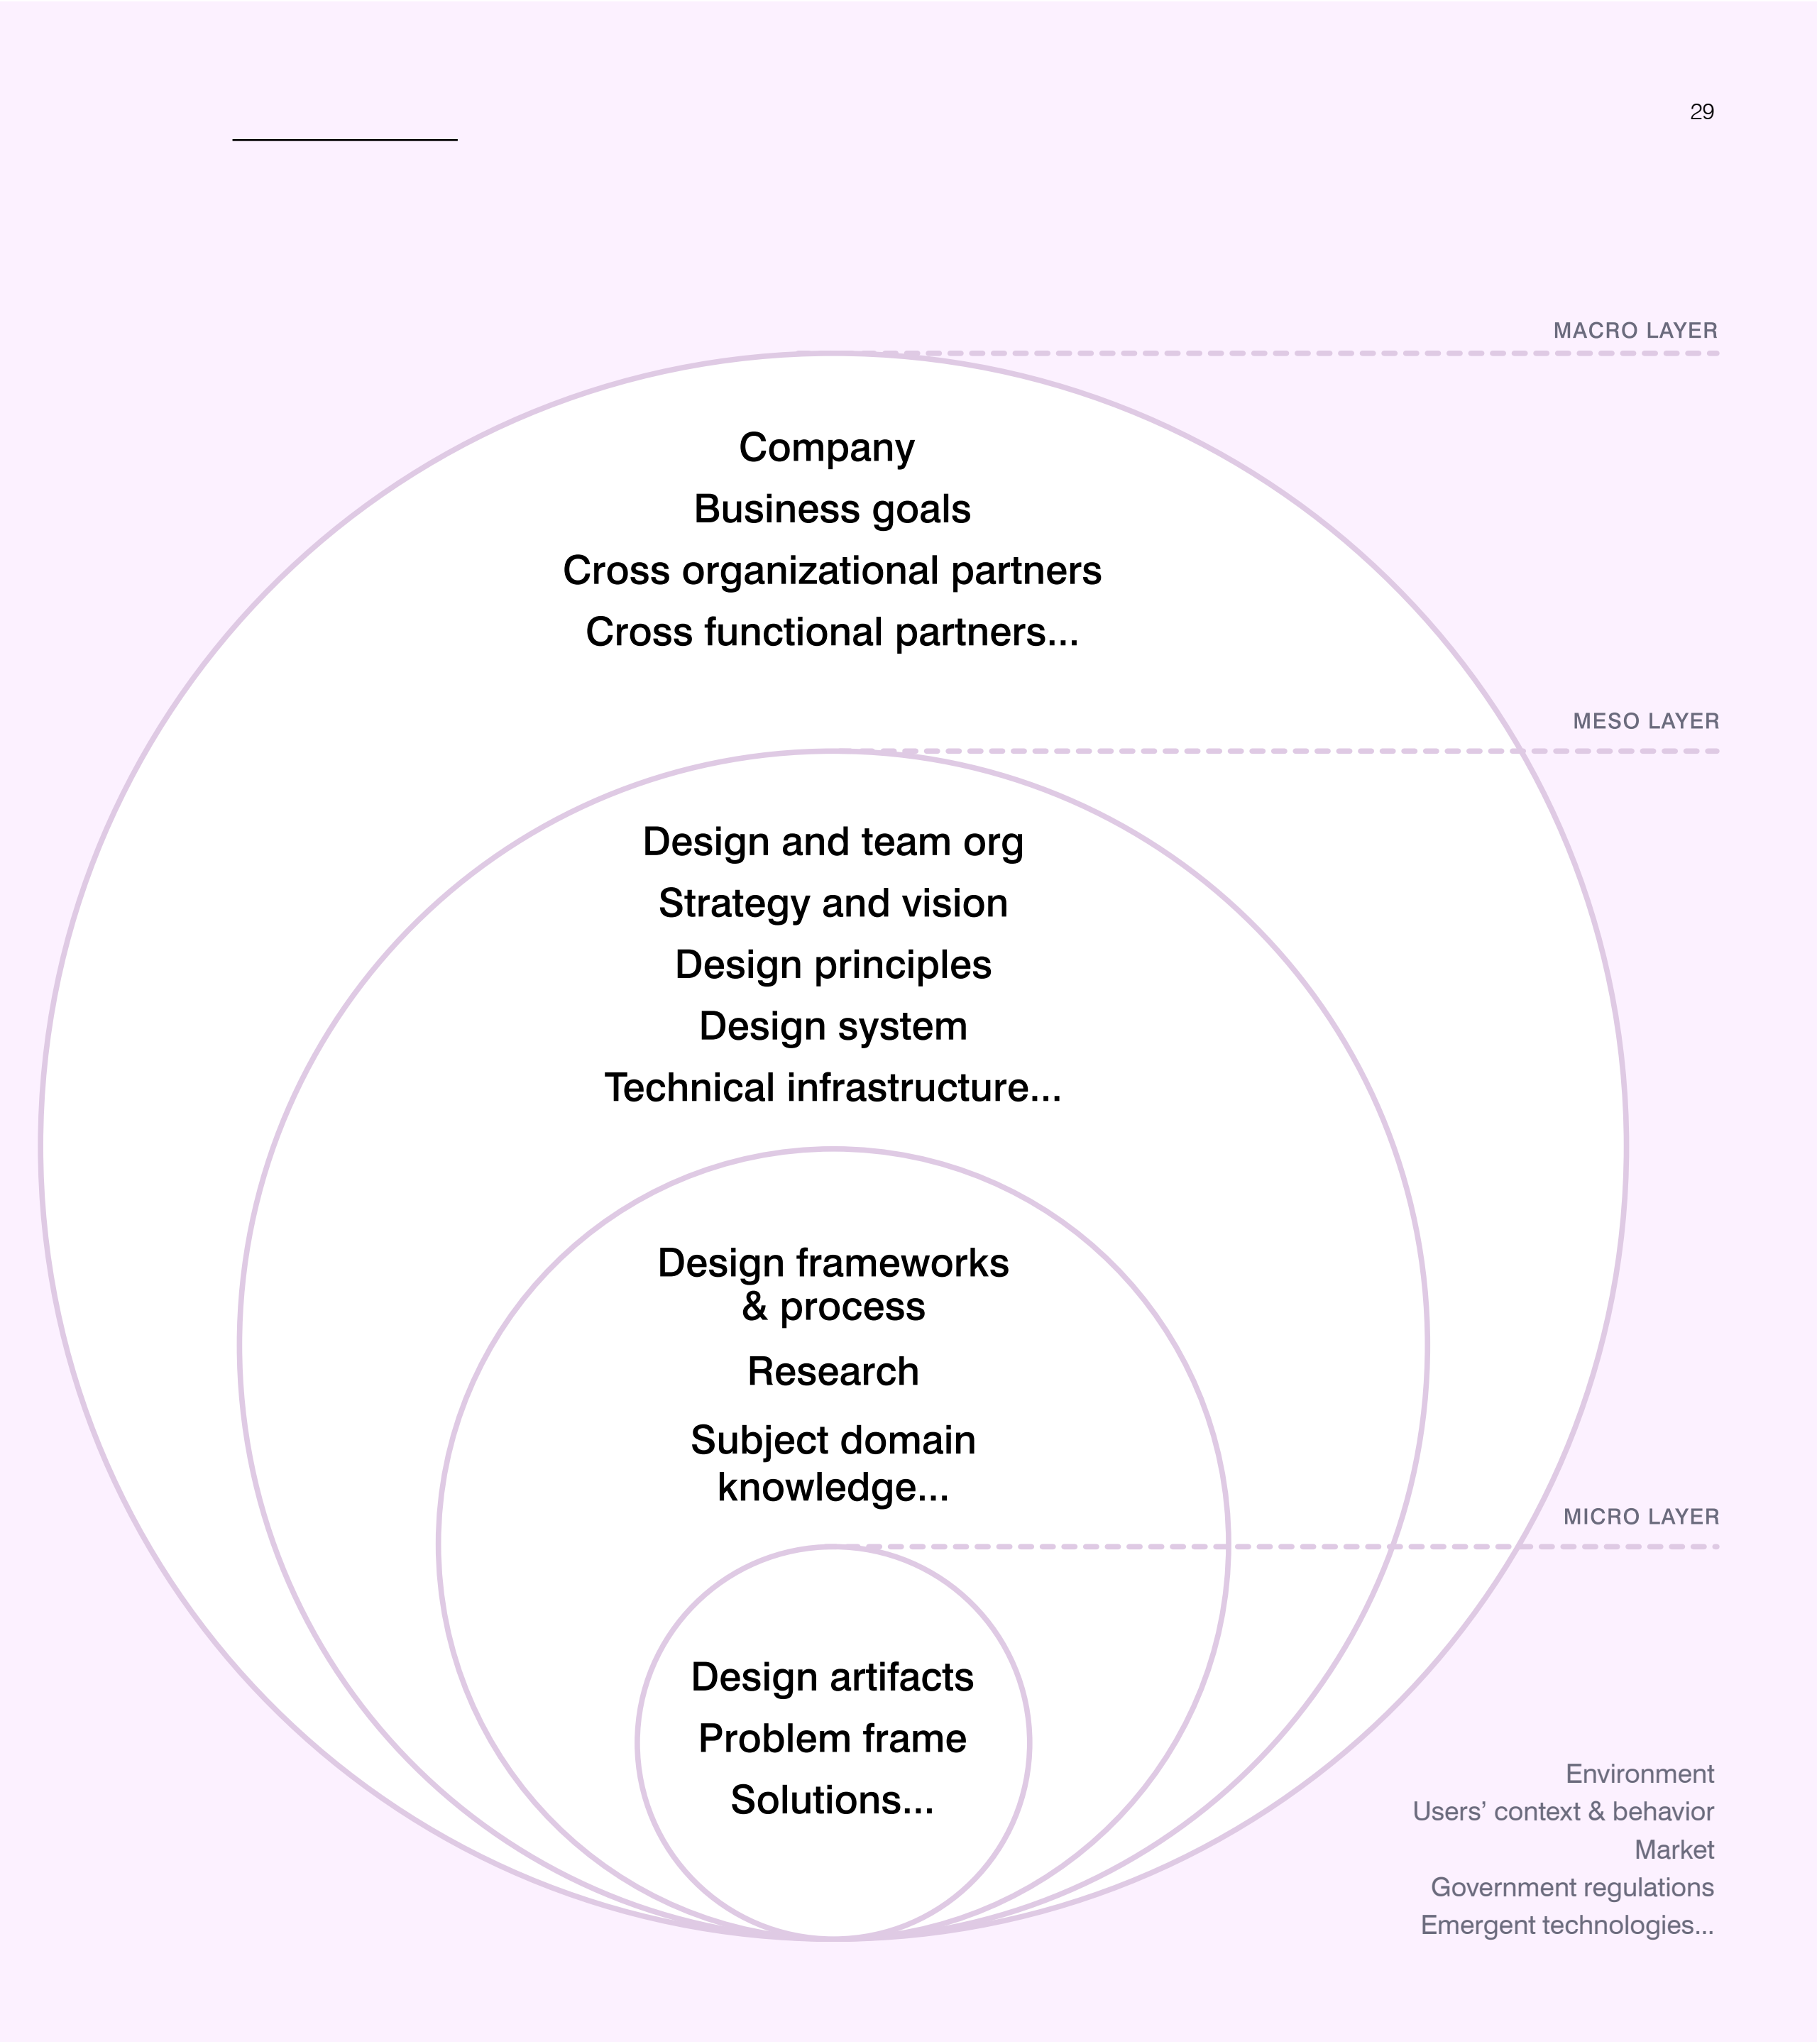 29
MACRO LAYER
Company
Business goals
Cross organizational partners
Cross functional partners...
MESO LAYER
Design and team org
Strategy and vision
Design principles
Design system
Technical infrastructure...
Design frameworks
& process
Research
Subject domain
knowledge...
MICRO LAYER
Design artifacts
Problem frame
Solutions...
Environment
Users’ context & behavior
Market
Government regulations
Emergent technologies...